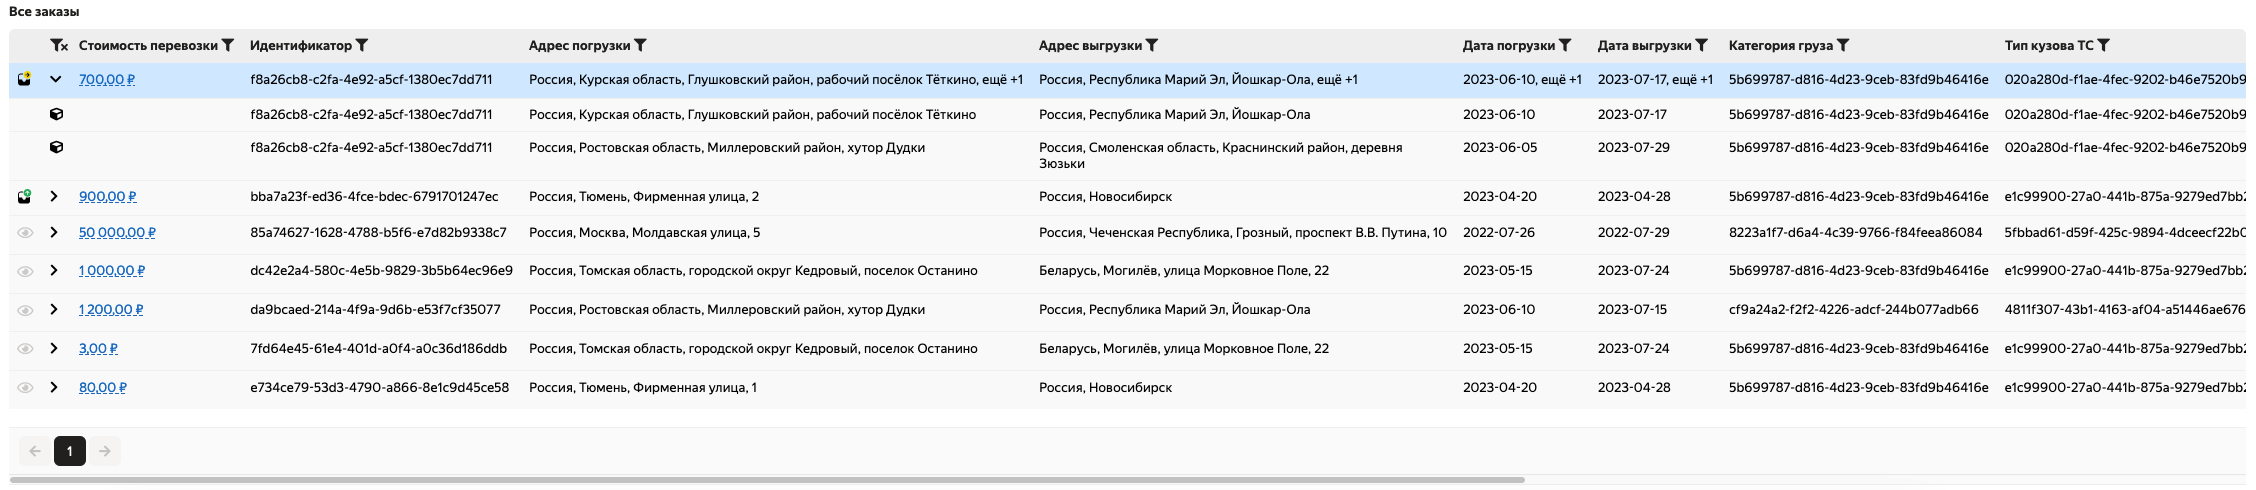 Все заказы
Стоимость перевозки Идентификатор Адрес погрузки Адрес выгрузки Дата погрузки Дата выгрузки Категория груза Тип кузова ТС
700,00 ₽ f8a26cb8-c2fa-4e92-a5cf-1380ec7dd711 Россия, Курская область, Глушковский район, рабочий посёлок Тёткино, ещё +1 Россия, Республика Марий Эл, Йошкар-Ола, ещё +1 2023-06-10, ещё +1 2023-07-17, ещё +1 5b699787-d816-4d23-9ceb-83fd9b46416e 020a280d-f1ae-4fec-9202-b46e7520b9
f8a26cb8-c2fa-4e92-a5cf-1380ec7dd711 Россия, Курская область, Глушковский район, рабочий посёлок Тёткино Россия, Республика Марий Эл, Йошкар-Ола 2023-06-10 2023-07-17 5b699787-d816-4d23-9ceb-83fd9b46416e 020a280d-f1ae-4fec-9202-b46e7520b9
f8a26cb8-c2fa-4e92-a5cf-1380ec7dd711 Россия, Ростовская область, Миллеровский район, хутор Дудки Россия, Смоленская область, Краснинский район, деревня 2023-06-05 2023-07-29 5b699787-d816-4d23-9ceb-83fd9b46416e 020a280d-f1ae-4fec-9202-b46e7520b9
Зюзьки
900,00 ₽ bba7a23f-ed36-4fce-bdec-6791701247ec Россия, Тюмень, Фирменная улица, 2 Россия, Новосибирск 2023-04-20 2023-04-28 5b699787-d816-4d23-9ceb-83fd9b46416e e1c99900-27a0-441b-875a-9279ed7bb2
50 000,00 ₽ 85a74627-1628-4788-b5f6-e7d82b9338c7 Россия, Москва, Молдавская улица, 5 Россия, Чеченская Республика, Грозный, проспект В.В. Путина, 10 2022-07-26 2022-07-29 8223a1f7-d6a4-4c39-9766-f84feea86084 5fbbad61-d59f-425c-9894-4dceecf22b0
1 000,00 ₽ dc42e2a4-580c-4e5b-9829-3b5b64ec96e9 Россия, Томская область, городской округ Кедровый, поселок Останино Беларусь, Могилёв, улица Морковное Поле, 22 2023-05-15 2023-07-24 5b699787-d816-4d23-9ceb-83fd9b46416e e1c99900-27a0-441b-875a-9279ed7bb2
1 200,00 ₽ da9bcaed-214a-4f9a-9d6b-e53f7cf35077 Россия, Ростовская область, Миллеровский район, хутор Дудки Россия, Республика Марий Эл, Йошкар-Ола 2023-06-10 2023-07-15 cf9a24a2-f2f2-4226-adcf-244b077adb66 4811f307-43b1-4163-af04-a51446ae676
3,00 ₽ 7fd64e45-61e4-401d-a0f4-a0c36d186ddb Россия, Томская область, городской округ Кедровый, поселок Останино Беларусь, Могилёв, улица Морковное Поле, 22 2023-05-15 2023-07-24 5b699787-d816-4d23-9ceb-83fd9b46416e e1c99900-27a0-441b-875a-9279ed7bb2
80,00 ₽ e734ce79-53d3-4790-a866-8e1c9d45ce58 Россия, Тюмень, Фирменная улица, 1 Россия, Новосибирск 2023-04-20 2023-04-28 5b699787-d816-4d23-9ceb-83fd9b46416e e1c99900-27a0-441b-875a-9279ed7bb2
1